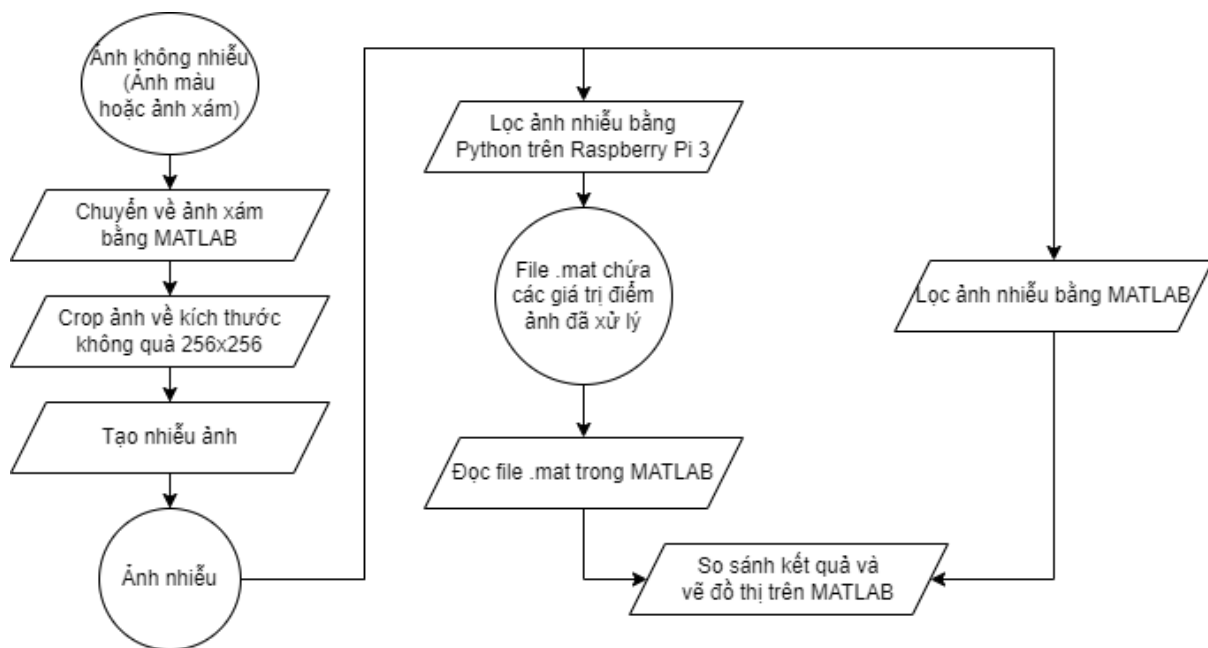 Ảnh không nhiễu
(Ảnh màu
hoặc ảnh xám)
Chuyển về ảnh xám
bằng MATLAB
Crop ảnh về kích thước
không quả 256x256
Tạo nhiễu ảnh
Ảnh nhiễu
Lọc ảnh nhiễu bằng
Python trên Raspberry Pi 3
File .mat chứa
các giá trị điểm
ảnh đã xử lý
Đọc file .mat trong MATLAB
Lọc ảnh nhiễu bằng MATLAB
So sánh kết quả và
vẽ đồ thị trên MATLAB